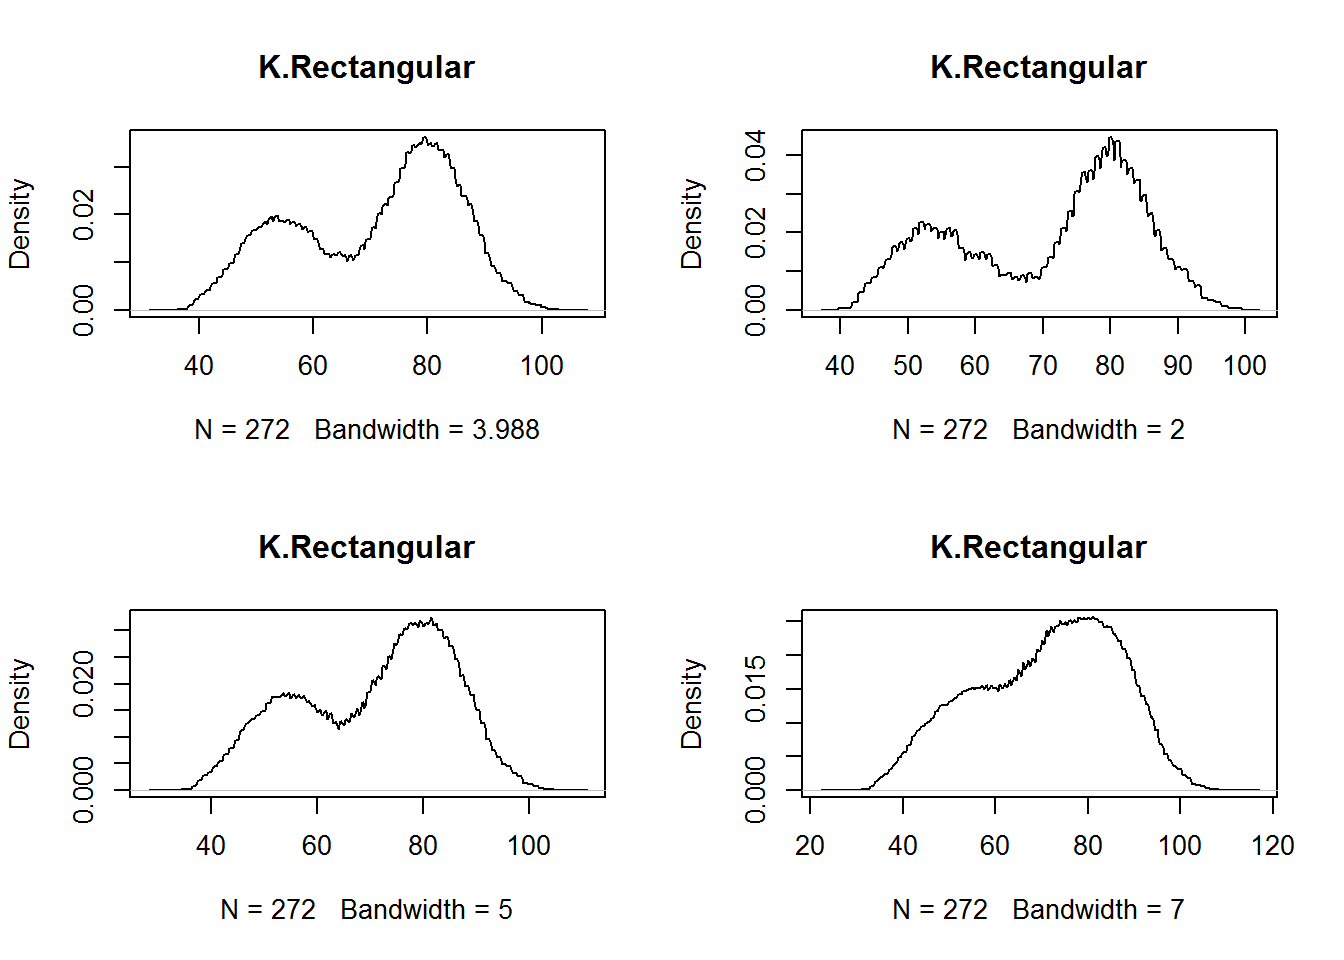 K.Rectangular
Density
0.00 0.02
40 60 80 100
N = 272 Bandwidth = 3.988
K.Rectangular
Density
0.00 0.02 0.04
40 50 60 70 80 90 100
N = 272 Bandwidth = 2
K.Rectangular
Density
0.000 0.020
40 60 80 100
N = 272 Bandwidth = 5
K.Rectangular
Density
0.000 0.015
20 40 60 80 100 120
N = 272 Bandwidth = 7